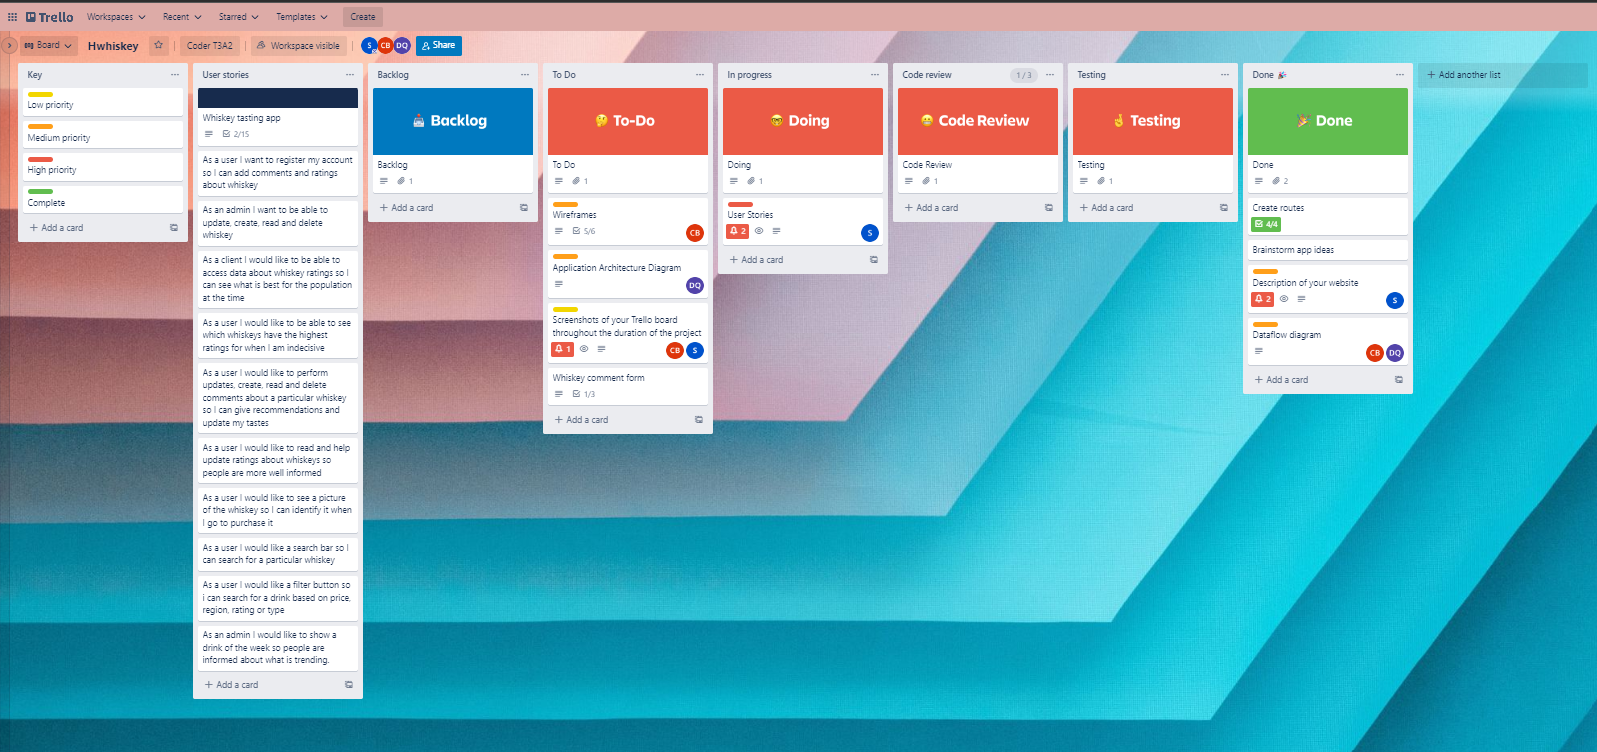 Trello
Workspaces
Recent
Starred
Templates
Create
Board
Hwhiskey
Coder T3A2
Workspace visible
S
CB
DQ
Share
Key
Low priority
Medium priority
High priority
Complete
+ Add a card
User stories
Whiskey tasting app
2/15
As a user I want to register my account
so I can add comments and ratings
about whiskey
As an admin I want to be able to
update, create, read and delete
whiskey
As a client I would like to be able to
access data about whiskey ratings so I
can see what is best for the population
at the time
As a user I would like to be able to see
which whiskeys have the highest
ratings for when I am indecisive
As a user I would like to perform
updates, create, read and delete
comments about a particular whiskey
so I can give recommendations and
update my tastes
As a user I would like to read and help
update ratings about whiskeys so
people are more well informed
As a user I would like to see a picture
of the whiskey so I can identify it when
I go to purchase it
As a user I would like a search bar so I
can search for a particular whiskey
As a user I would like a filter button so
i can search for a drink based on price,
region, rating or type
As an admin I would like to show a
drink of the week so people are
informed about what is trending.
+ Add a card
Backlog
Backlog
Backlog
1
+ Add a card
To Do
To-Do
To Do
1
Wireframes
5/6
CB
Application Architecture Diagram
DQ
Screenshots of your Trello board
throughout the duration of the project
1
CB
S
Whiskey comment form
1/3
+ Add a card
In progress
Doing
Doing
1
User Stories
2
S
+ Add a card
Code review
1 / 3
Code Review
Code Review
1
+ Add a card
Testing
Testing
Testing
1
+ Add a card
Done 🎉
Done
Done
2
Create routes
4/4
Brainstorm app ideas
Description of your website
2
S
Dataflow diagram
CB
DQ
+ Add a card
+ Add another list